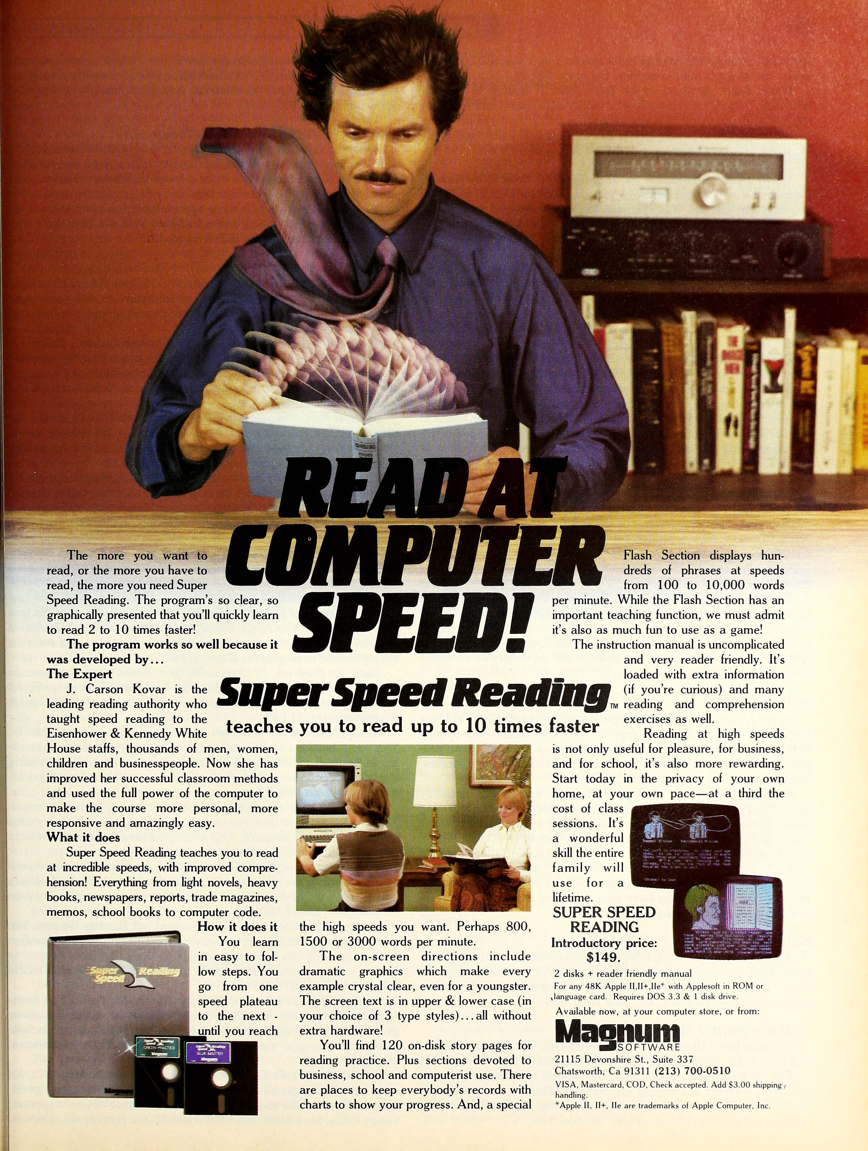 READ AT
COMPUTER
SPEED!
Super Speed Reading™
teaches you to read up to 10 times faster
The more you want to
read, or the more you have to
read, the more you need Super
Speed Reading. The program's so clear, so
graphically presented that you'll quickly learn
to read 2 to 10 times faster!
The program works so well because it
was developed by...
The Expert
J. Carson Kovar is the
leading reading authority who
taught speed reading to the
Eisenhower & Kennedy White
House staffs, thousands of men, women,
children and businesspeople. Now she has
improved her successful classroom methods
and used the full power of the computer to
make the course more personal, more
responsive and amazingly easy.
What it does
Super Speed Reading teaches you to read
at incredible speeds, with improved compre-
hension! Everything from light novels, heavy
books, newspapers, reports, trade magazines,
memos, school books to computer code.
How it does it
You learn
in easy to fol-
low steps. You
go from one
speed plateau
to the next -
until you reach
Super
Speed Reading
Magnum
the high speeds you want. Perhaps 800,
1500 or 3000 words per minute.
The on-screen directions include
dramatic graphics which make every
example crystal clear, even for a youngster.
The screen text is in upper & lower case (in
your choice of 3 type styles)...all without
extra hardware!
You'll find 120 on-disk story pages for
reading practice. Plus sections devoted to
business, school and computerist use. There
are places to keep everybody's records with
charts to show your progress. And, a special
Flash Section displays hun-
dreds of phrases at speeds
from 100 to 10,000 words
per minute. While the Flash Section has an
important teaching function, we must admit
it's also as much fun to use as a game!
The instruction manual is uncomplicated
and very reader friendly. It's
loaded with extra information
(if you're curious) and many
reading and comprehension
exercises as well.
Reading at high speeds
is not only useful for pleasure, for business,
and for school, it's also more rewarding.
Start today in the privacy of your own
home, at your own pace—at a third the
cost of class
sessions. It's
a wonderful
skill the entire
family will
use for a
lifetime.
SUPER SPEED
READING
Introductory price:
$149.
2 disks + reader friendly manual
For any 48K Apple II,II+,IIe* with Applesoft in ROM or
language card. Requires DOS 3.3 & 1 disk drive.
Available now, at your computer store, or from:
Magnum
SOFTWARE
21115 Devonshire St., Suite 337
Chatsworth, Ca 91311 (213) 700-0510
VISA, Mastercard, COD, Check accepted. Add $3.00 shipping /
handling.
*Apple II, II+, IIe are trademarks of Apple Computer, Inc.